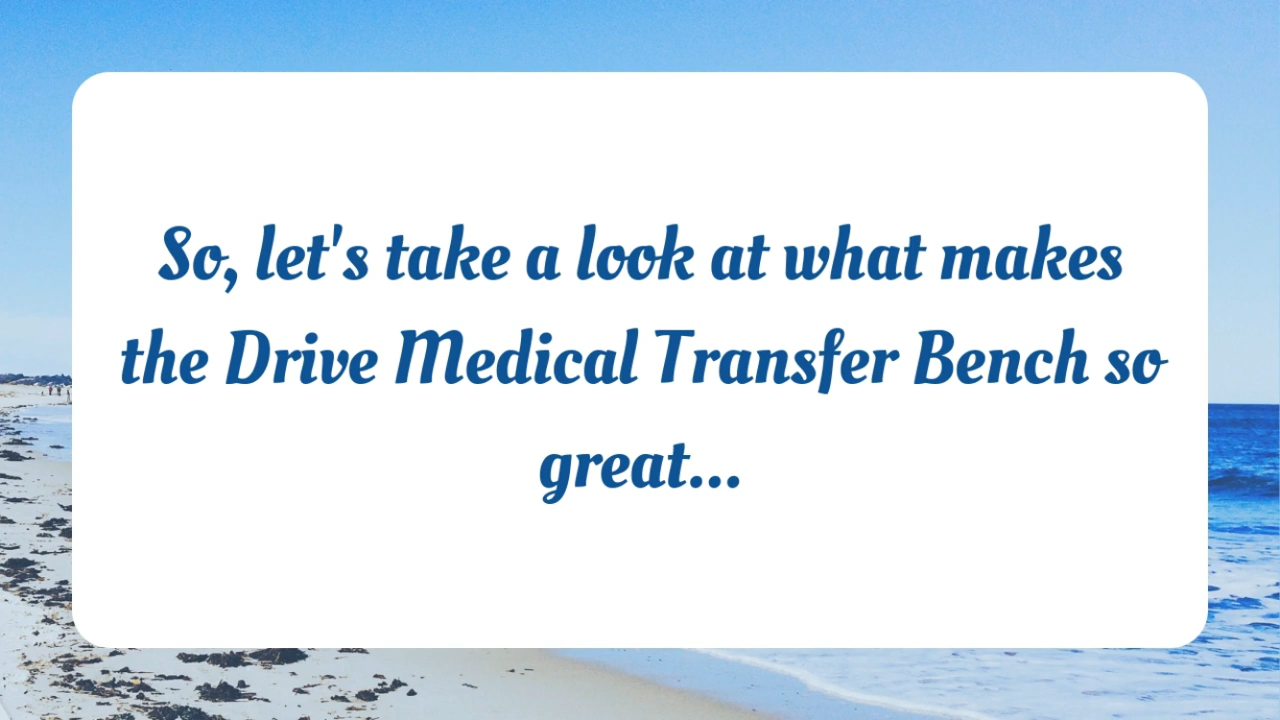 So, let's take a look at what makes
the Drive Medical Transfer Bench so
great...